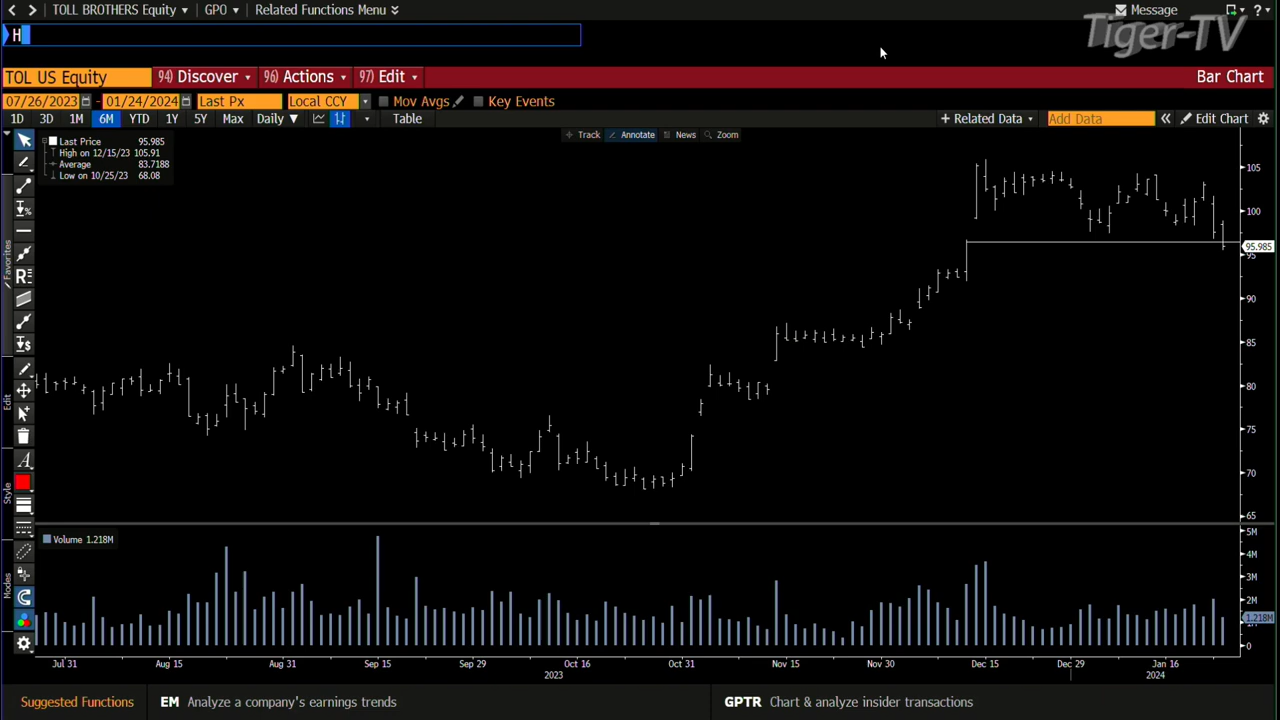 TOLL BROTHERS Equity GPO Related Functions Menu Message ?
H
Tiger-TV
TOL US Equity 94) Discover 96) Actions 97) Edit Bar Chart
07/26/2023 - 01/24/2024 Last Px Local CCY Mov Avgs Key Events
1D 3D 1M 6M YTD 1Y 5Y Max Daily Table + Related Data Add Data Edit Chart
Track Annotate News Zoom
Last Price 95.985
High on 12/15/23 105.91
Average 83.7188
Low on 10/25/23 68.08
Favorites
Edit
Style
Modes
105
100
95.985
95
90
85
80
75
70
65
Volume 1.218M
5M
4M
3M
2M
1.218M
0
Jul 31 Aug 15 Aug 31 Sep 15 Sep 29 Oct 16 Oct 31 Nov 15 Nov 30 Dec 15 Dec 29 Jan 16
2023 2024
Suggested Functions EM Analyze a company's earnings trends GPTR Chart & analyze insider transactions